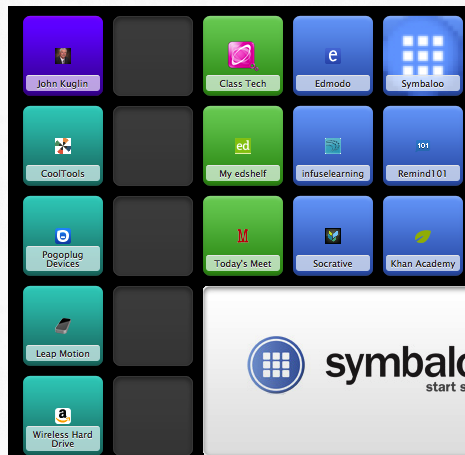 John Kuglin
Class Tech
e
Edmodo
Symbaloo
CoolTools
ed
My edshelf
infuselearning
101
Remind101
Pogoplug
Devices
M
Today's Meet
Socrative
Khan Academy
Leap Motion
symbalo
start s
a
Wireless Hard
Drive